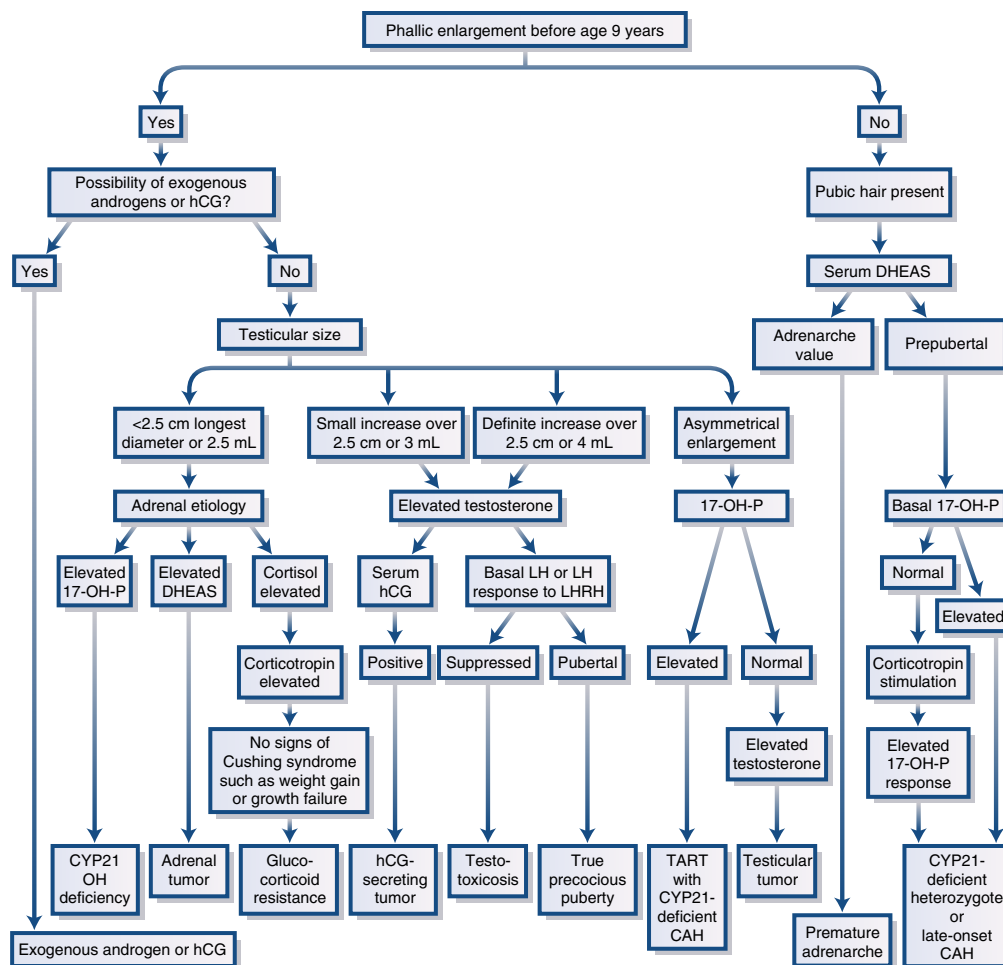 Phallic enlargement before age 9 years
Yes
No
Possibility of exogenous
androgens or hCG?
Pubic hair present
Yes
No
Serum DHEAS
Testicular size
Adrenarche
value
Prepubertal
<2.5 cm longest
diameter or 2.5 mL
Small increase over
2.5 cm or 3 mL
Definite increase over
2.5 cm or 4 mL
Asymmetrical
enlargement
Adrenal etiology
Elevated testosterone
17-OH-P
Basal 17-OH-P
Elevated
17-OH-P
Elevated
DHEAS
Cortisol
elevated
Serum
hCG
Basal LH or LH
response to LHRH
Normal
Elevated
Corticotropin
elevated
Positive
Suppressed
Pubertal
Elevated
Normal
Corticotropin
stimulation
No signs of
Cushing syndrome
such as weight gain
or growth failure
Elevated
testosterone
Elevated
17-OH-P
response
CYP21
OH
deficiency
Adrenal
tumor
Gluco-
corticoid
resistance
hCG-
secreting
tumor
Testo-
toxicosis
True
precocious
puberty
TART
with
CYP21-
deficient
CAH
Testicular
tumor
CYP21-
deficient
heterozygote
or
late-onset
CAH
Exogenous androgen or hCG
Premature
adrenarche